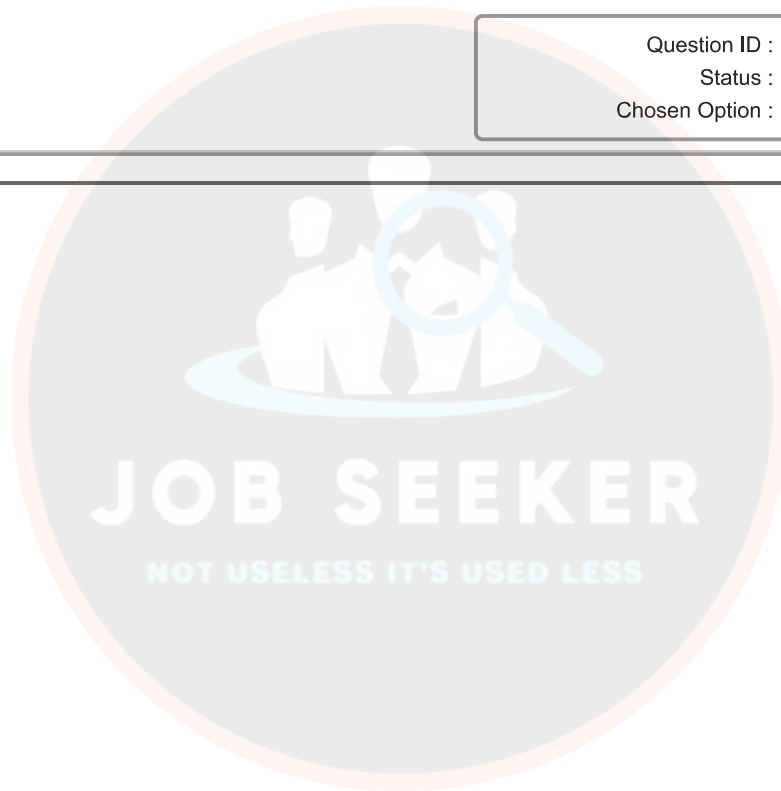 Question ID :
Status :
Chosen Option :
JOB SEEKER
NOT USELESS IT'S USED LESS